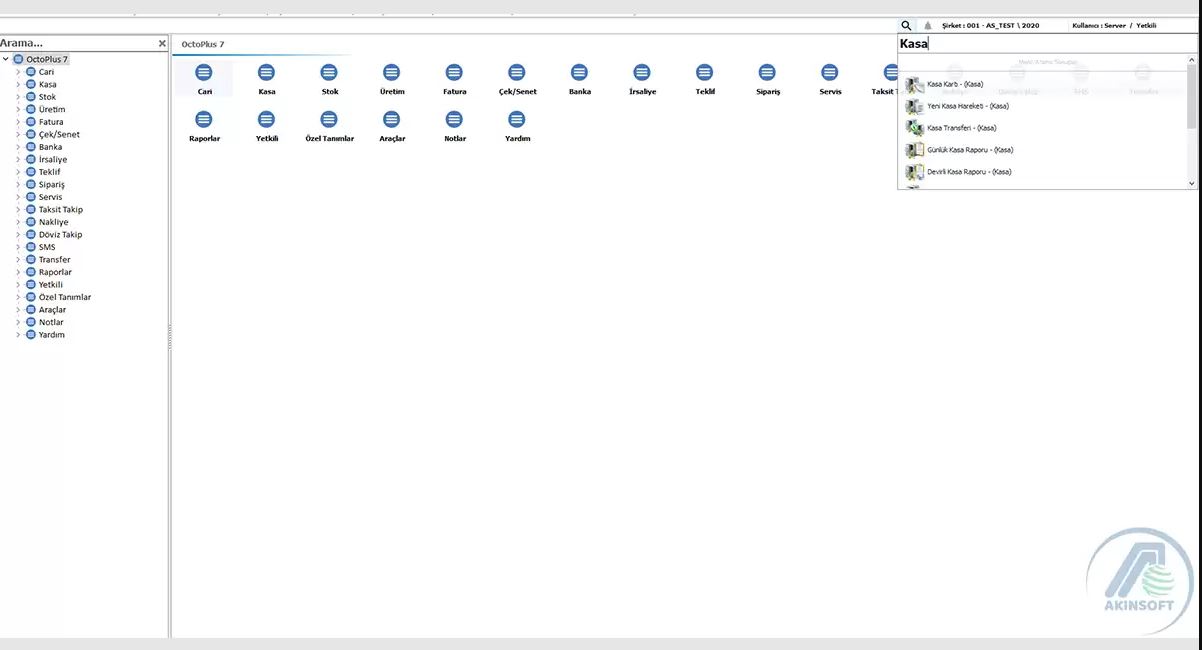 Şirket : 001 - AS_TEST \ 2020
Kullanıcı : Server / Yetkili
Arama...
OctoPlus 7
Cari
Kasa
Stok
Üretim
Fatura
Çek/Senet
Banka
İrsaliye
Teklif
Sipariş
Servis
Taksit Takip
Nakliye
Döviz Takip
SMS
Transfer
Raporlar
Yetkili
Özel Tanımlar
Araçlar
Notlar
Yardım
OctoPlus 7
Cari Kasa Stok Üretim Fatura Çek/Senet Banka İrsaliye Teklif Sipariş Servis Taksit
Raporlar Yetkili Özel Tanımlar Araçlar Notlar Yardım
Kasa
Kasa Kartı - (Kasa)
Yeni Kasa Hareketi - (Kasa)
Kasa Transferi - (Kasa)
Günlük Kasa Raporu - (Kasa)
Devirli Kasa Raporu - (Kasa)
AKINSOFT